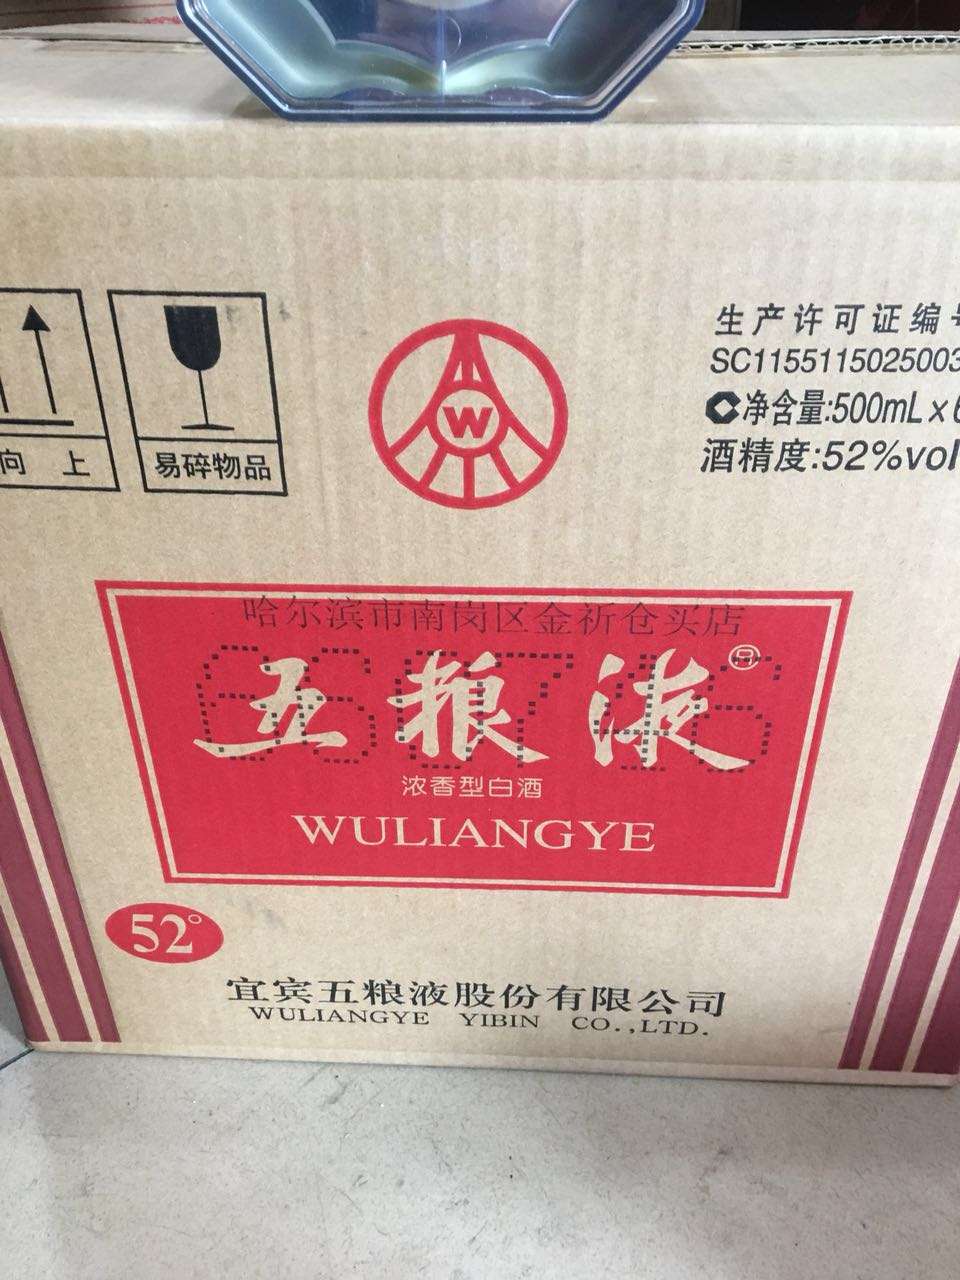 向 上
易碎物品
W
生产许可证编号
SC1155115025003
净含量:500mL×6
酒精度:52%vol
哈尔滨市南岗区金祈仓买店
五粮液®
浓香型白酒
WULIANGYE
52°
宜宾五粮液股份有限公司
WULIANGYE YIBIN CO.,LTD.